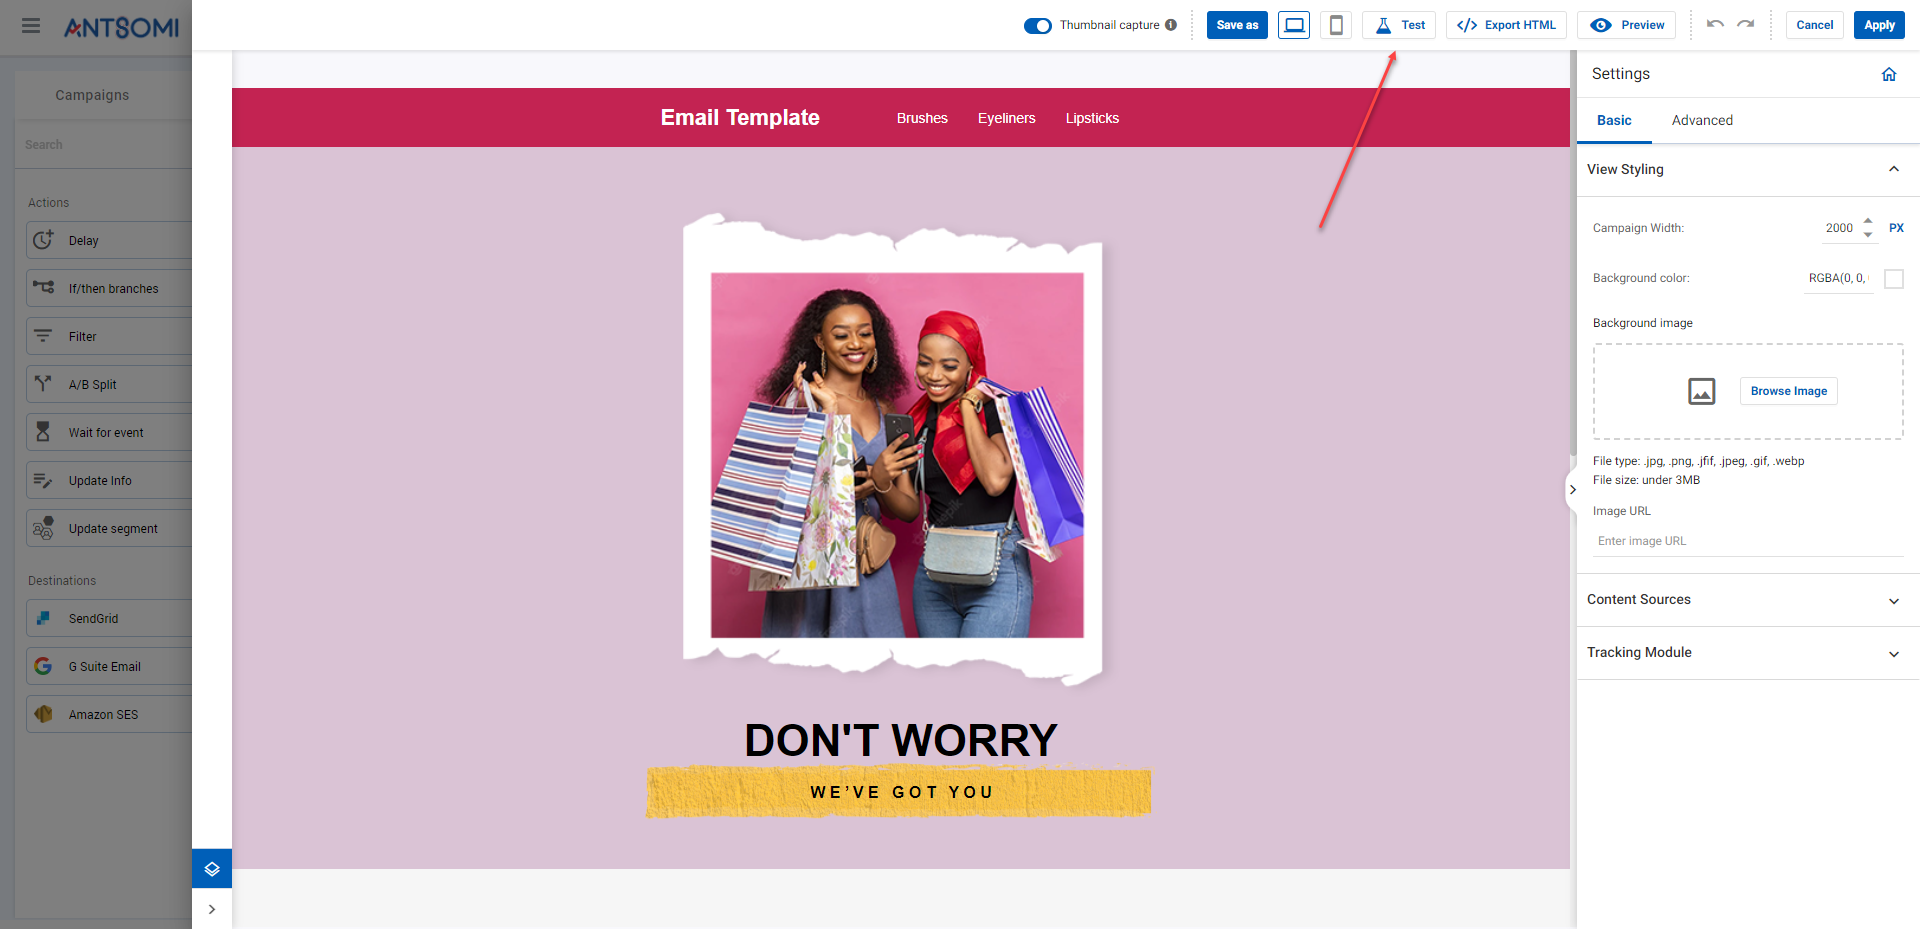 ANTSOMI
Thumbnail capture
Save as
Test
</> Export HTML
Preview
Cancel
Apply
Campaigns
Search
Actions
Delay
If/then branches
Filter
A/B Split
Wait for event
Update Info
Update segment
Destinations
SendGrid
G Suite Email
Amazon SES
Email Template
Brushes
Eyeliners
Lipsticks
DON'T WORRY
WE’VE GOT YOU
Settings
Basic
Advanced
View Styling
Campaign Width:
2000
PX
Background color:
RGBA(0, 0,
Background image
Browse Image
File type: .jpg, .png, .jfif, .jpeg, .gif, .webp
File size: under 3MB
Image URL
Enter image URL
Content Sources
Tracking Module